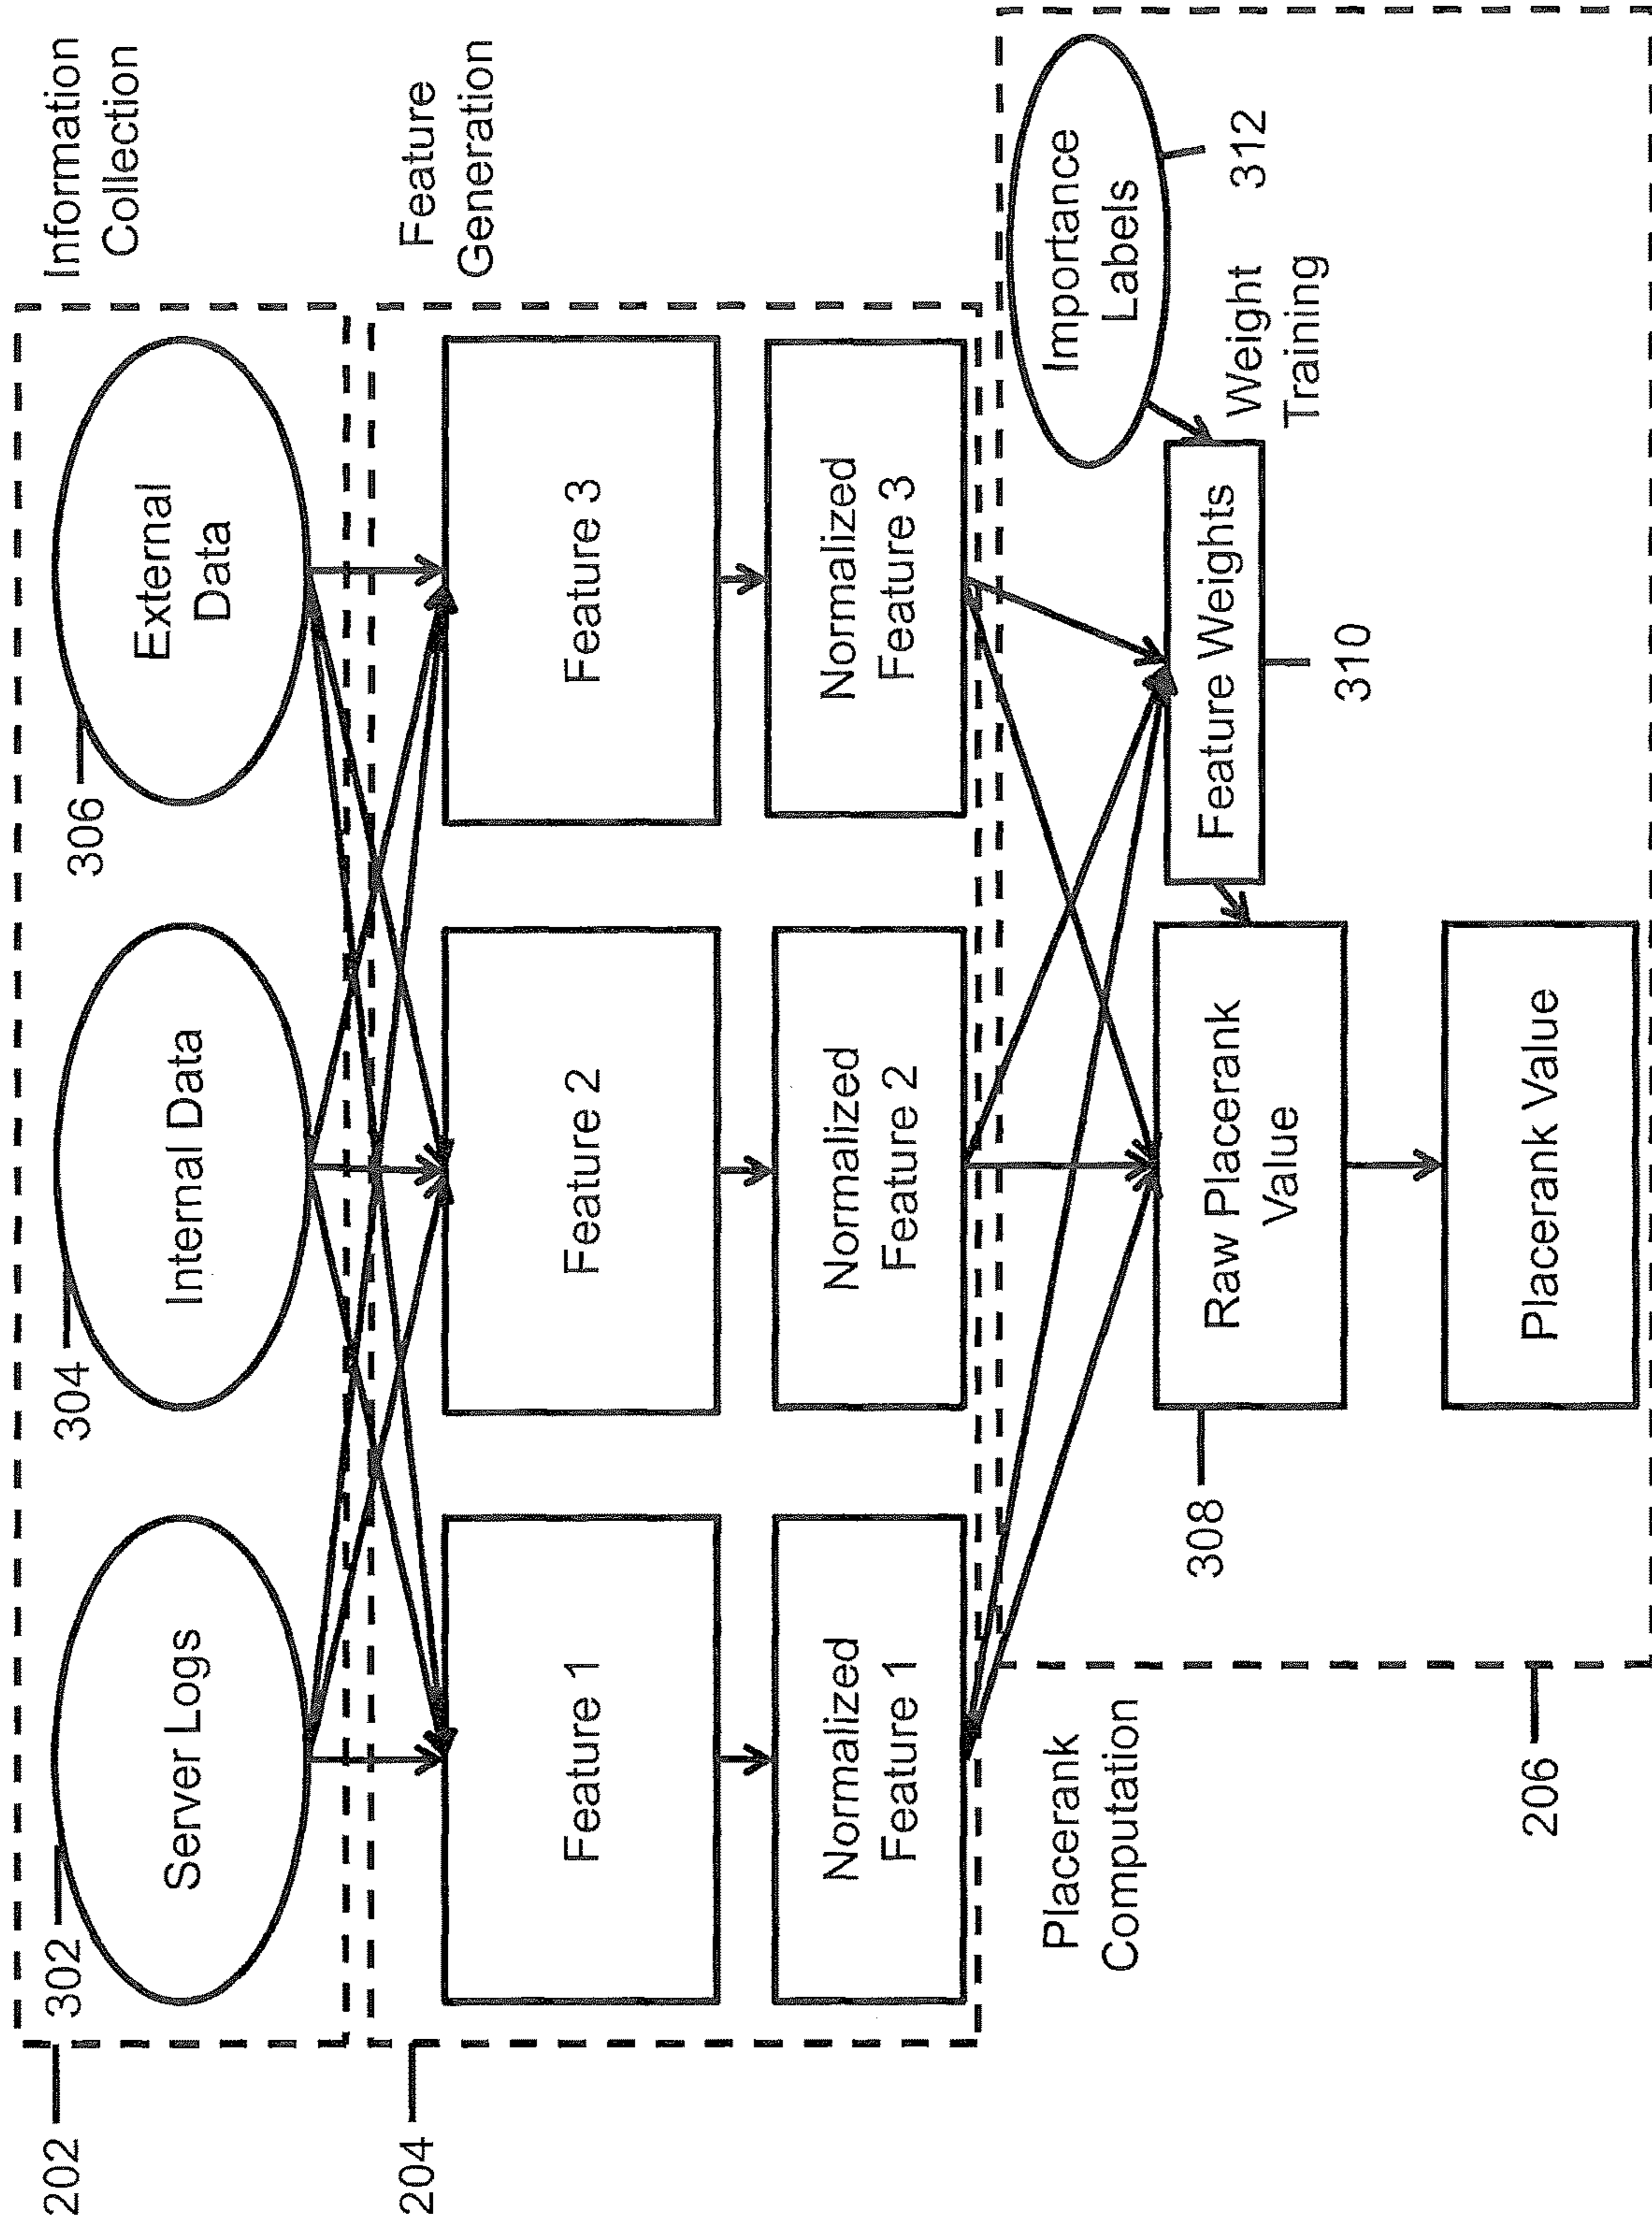 202
302
Server Logs
304
Internal Data
306
External
Data
Information
Collection
204
Feature 1
Feature 2
Feature 3
Feature
Generation
Normalized
Feature 1
Normalized
Feature 2
Normalized
Feature 3
Placerank
Computation
206
308
Raw Placerank
Value
Feature Weights
310
Weight
Training
Importance
Labels
312
Placerank Value